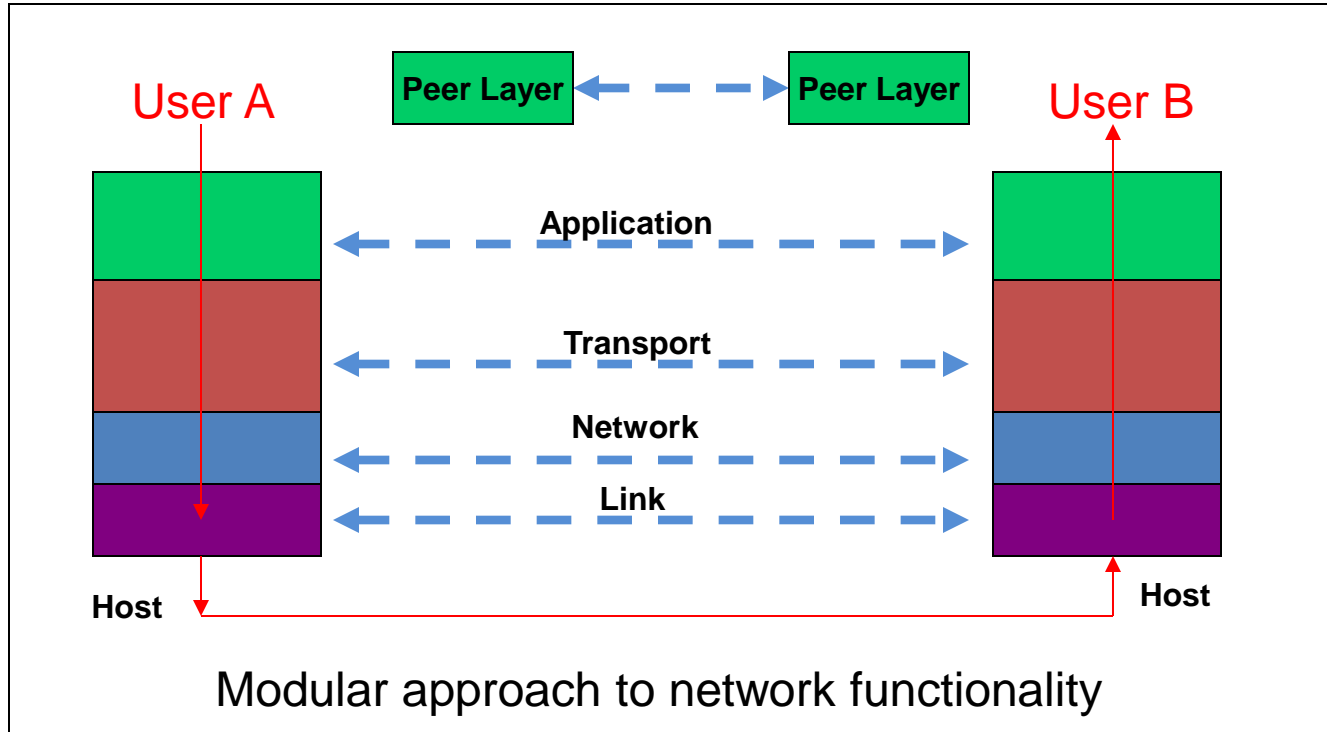 Peer Layer
Peer Layer
User A
User B
Application
Transport
Network
Link
Host
Host
Modular approach to network functionality